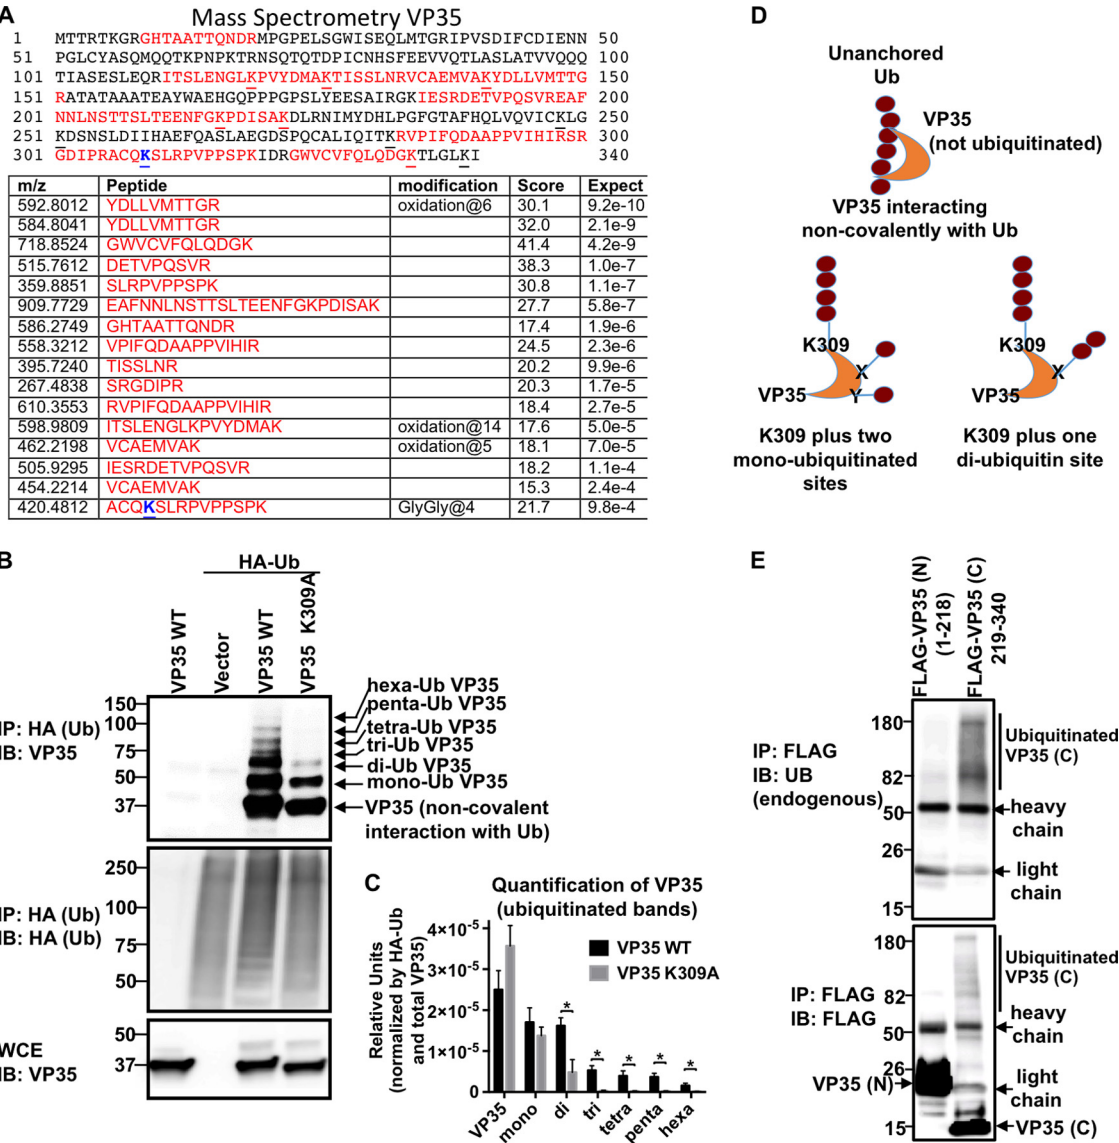 A
Mass Spectrometry VP35
1 MTTRTKGRGHTAATTQNDRMPGPELSGWISEQLMTGRIPVSDIFCDIENN 50
51 PGLCYASQMQQTKPNPKTRNSQTQTDPICNHSFEEVVQTLASLATVVQQQ 100
101 TIASESLEQRITSLENGLKPVYDMAKTISSLNRVCAEMVAKYDLLVMTTG 150
151 RATATAAATEAYWAEHGQPPPGPSLYEESAIRGKIESRDETVPQSVREAF 200
201 NNLNSTTSLTEENFGKPDISAKDLRNIMYDHLPGFGTAFHQLVQVICKLG 250
251 KDSNSLDIIHAEFQASLAEGDSPQCALIQITKRVPIFQDAAPPVIHIRSR 300
301 GDIPRACQKSLRPVPPSPKIDRGWVCVFQLQDGKTLGLKI 340
m/z Peptide modification Score Expect
592.8012 YDLLVMTTGR oxidation@6 30.1 9.2e-10
584.8041 YDLLVMTTGR 32.0 2.1e-9
718.8524 GWVCVFQLQDGK 41.4 4.2e-9
515.7612 DETVPQSVR 38.3 1.0e-7
359.8851 SLRPVPPSPK 30.8 1.1e-7
909.7729 EAFNNLNSTTSLTEENFGKPDISAK 27.7 5.8e-7
586.2749 GHTAATTQNDR 17.4 1.9e-6
558.3212 VPIFQDAAPPVIHIR 24.5 2.3e-6
395.7240 TISSLNR 20.2 9.9e-6
267.4838 SRGDIPR 20.3 1.7e-5
610.3553 RVPIFQDAAPPVIHIR 18.4 2.7e-5
598.9809 ITSLENGLKPVYDMAK oxidation@14 17.6 5.0e-5
462.2198 VCAEMVAK oxidation@5 18.1 7.0e-5
505.9295 IESRDETVPQSVR 18.2 1.1e-4
454.2214 VCAEMVAK 15.3 2.4e-4
420.4812 ACQKSLRPVPPSPK GlyGly@4 21.7 9.8e-4
B
HA-Ub
VP35 WT
Vector
VP35 WT
VP35 K309A
150
100
75
50
37
IP: HA (Ub)
IB: VP35
hexa-Ub VP35
penta-Ub VP35
tetra-Ub VP35
tri-Ub VP35
di-Ub VP35
mono-Ub VP35
VP35 (non-covalent
interaction with Ub)
250
100
75
50
IP: HA (Ub)
IB: HA (Ub)
50
37
WCE
IB: VP35
C
Quantification of VP35
(ubiquitinated bands)
Relative Units
(normalized by HA-Ub
and total VP35)
4×10-5
3×10-5
2×10-5
1×10-5
0
VP35 WT
VP35 K309A
* * * * *
VP35 mono di tri tetra penta hexa
D
Unanchored
Ub
VP35
(not ubiquitinated)
VP35 interacting
non-covalently with Ub
K309
X
Y
VP35
K309 plus two
mono-ubiquitinated
sites
K309
X
VP35
K309 plus one
di-ubiquitin site
E
FLAG-VP35 (N)
(1-218)
FLAG-VP35 (C)
219-340
180
82
50
26
15
IP: FLAG
IB: UB
(endogenous)
Ubiquitinated
VP35 (C)
heavy
chain
light
chain
180
82
50
26
15
IP: FLAG
IB: FLAG
VP35 (N)
Ubiquitinated
VP35 (C)
heavy
chain
light
chain
VP35 (C)